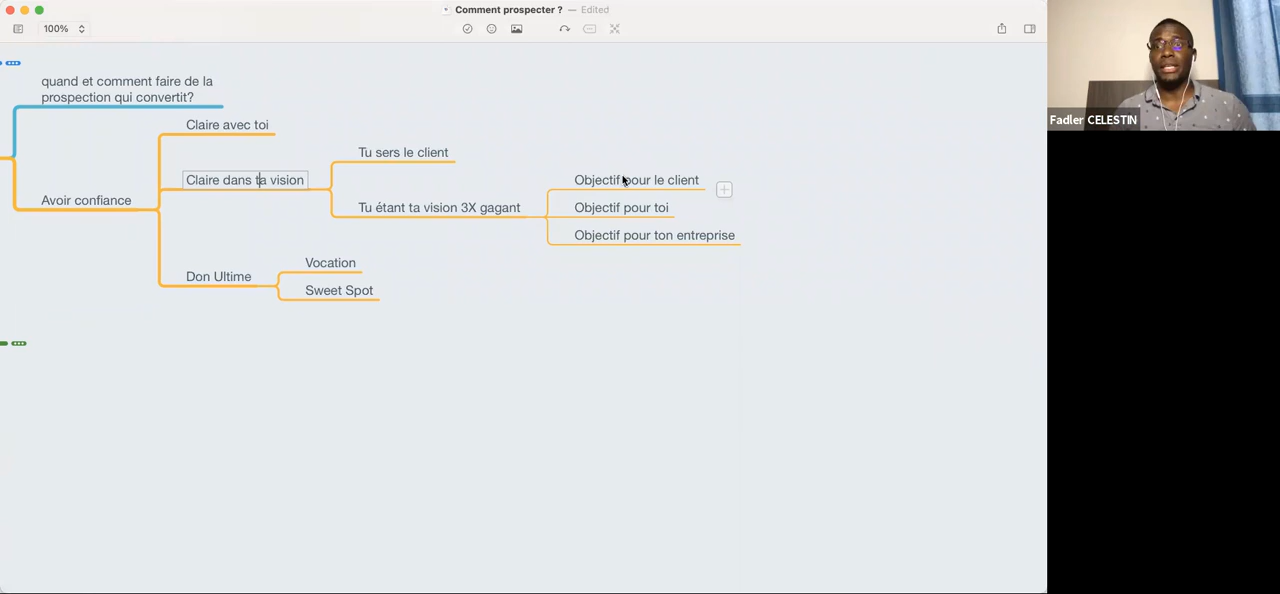 Comment prospecter ? — Edited
100%
quand et comment faire de la
prospection qui convertit?
Claire avec toi
Tu sers le client
Claire dans ta vision
Objectif pour le client
Avoir confiance
Tu étant ta vision 3X gagant
Objectif pour toi
Objectif pour ton entreprise
Vocation
Don Ultime
Sweet Spot
Fadler CELESTIN